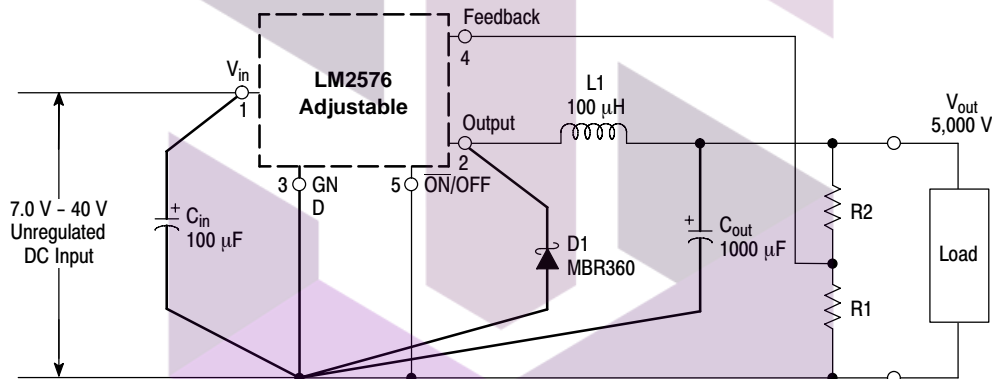 Feedback
4
V_in
1
LM2576
Adjustable
Output
2
L1
100 μH
V_out
5,000 V
3
GN
D
5
O̅N̅/OFF
7.0 V – 40 V
Unregulated
DC Input
+
C_in
100 μF
D1
MBR360
+
C_out
1000 μF
R2
R1
Load